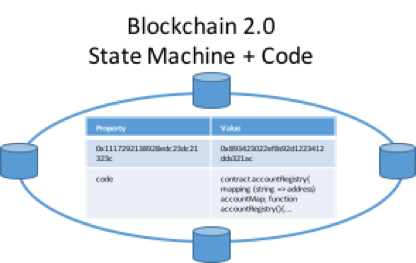 Blockchain 2.0
State Machine + Code
Property
Value
0x1117292138928edc23dc21
323c
0x893423022ef8s92d1223412
dds321ac
code
contract accountRegistry{
mapping (string => address)
accountMap; function
accountRegistry(){...